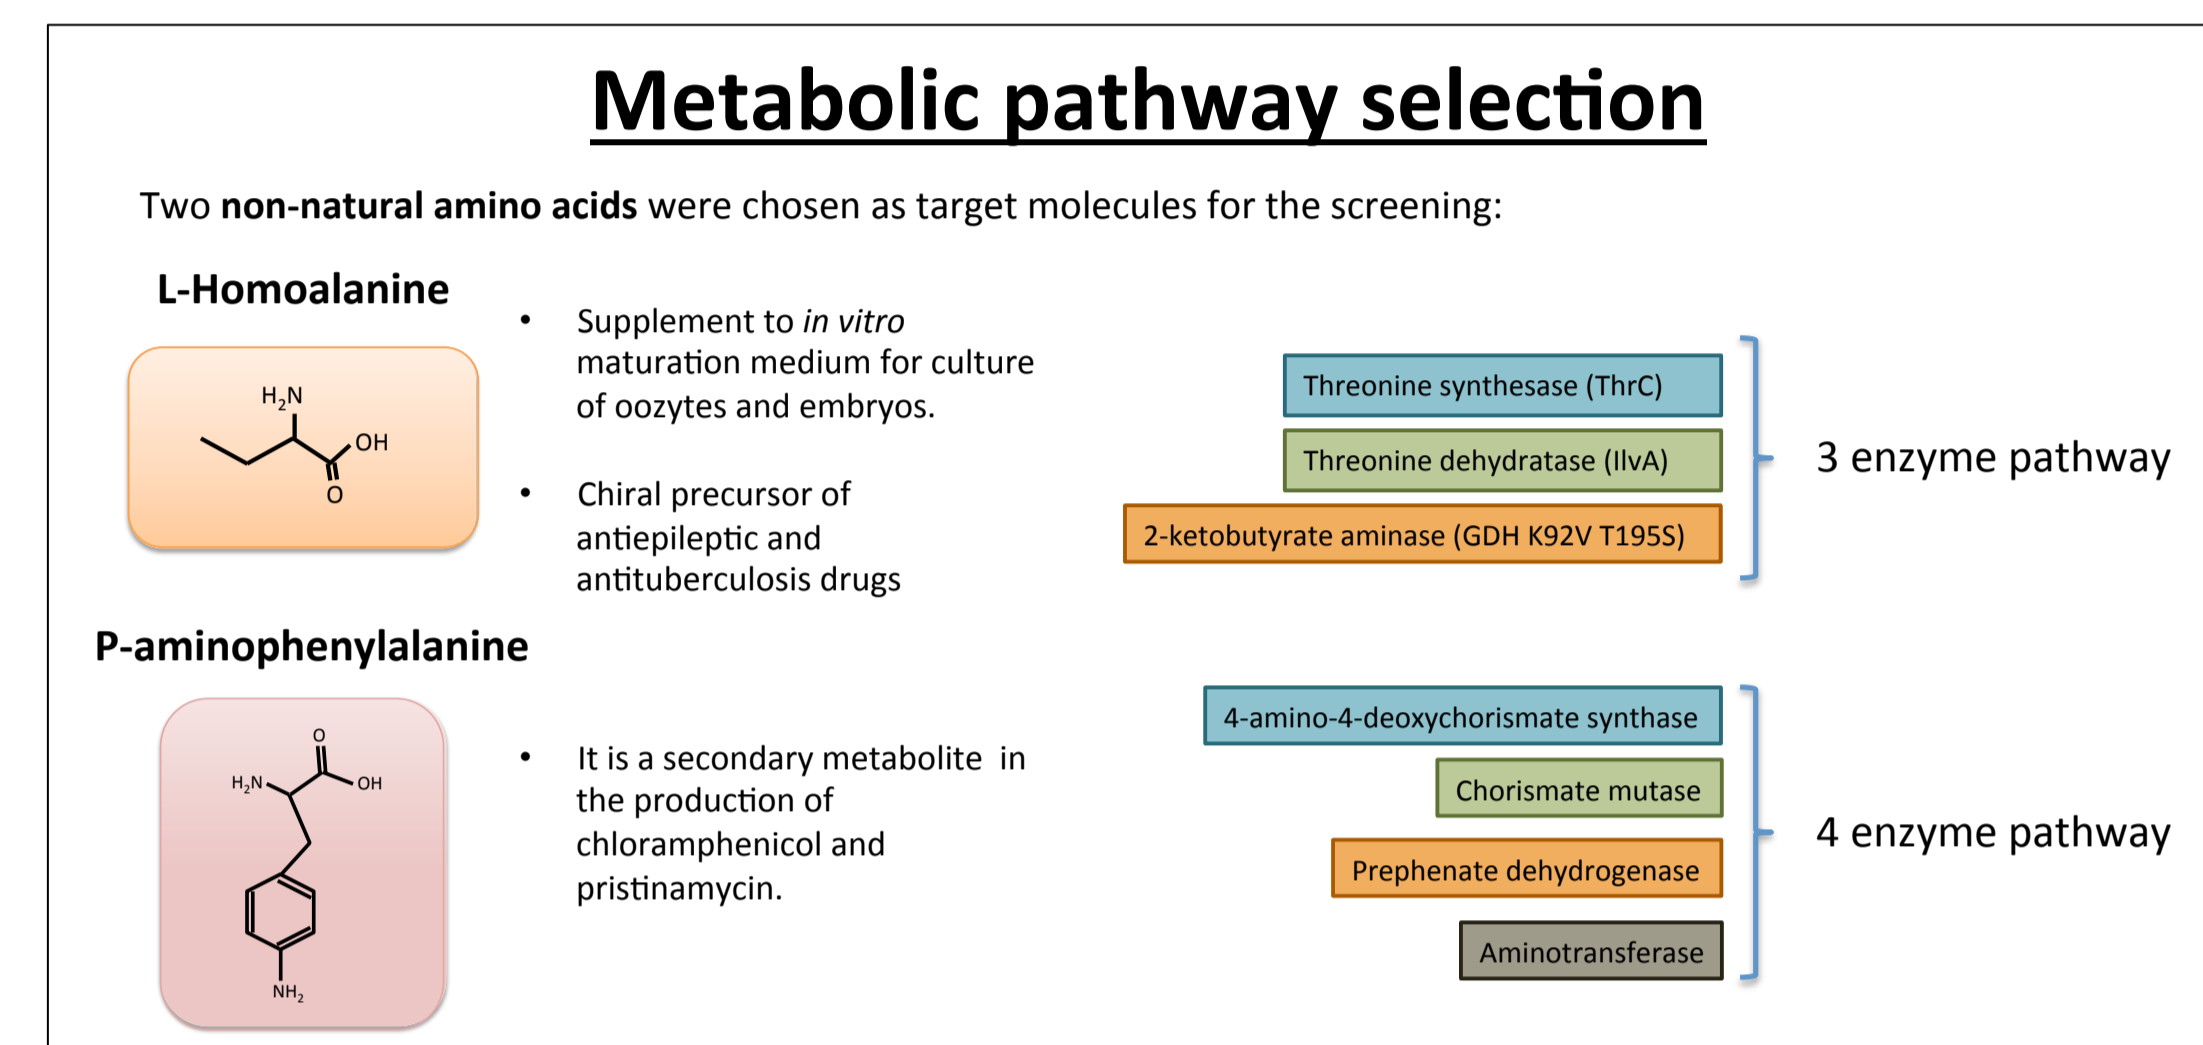 Metabolic pathway selection
Two non-natural amino acids were chosen as target molecules for the screening:
L-Homoalanine
H₂N
OH
O
• Supplement to in vitro
maturation medium for culture
of oozytes and embryos.
• Chiral precursor of
antiepileptic and
antituberculosis drugs
Threonine synthesase (ThrC)
Threonine dehydratase (IlvA)
2-ketobutyrate aminase (GDH K92V T195S)
3 enzyme pathway
P-aminophenylalanine
O
H₂N
OH
NH₂
• It is a secondary metabolite in
the production of
chloramphenicol and
pristinamycin.
4-amino-4-deoxychorismate synthase
Chorismate mutase
Prephenate dehydrogenase
Aminotransferase
4 enzyme pathway